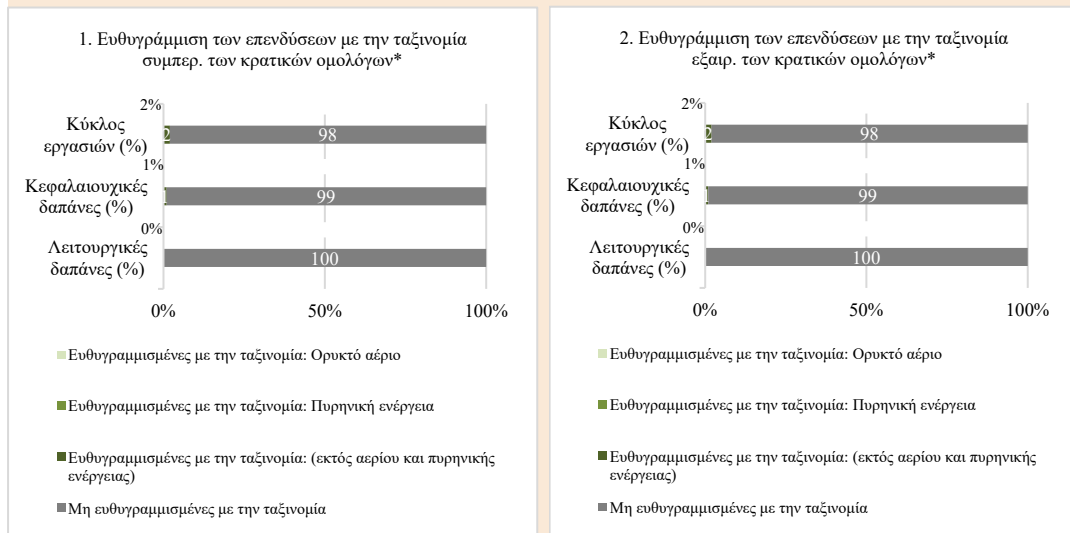 1. Ευθυγράμμιση των επενδύσεων με την ταξινομία
συμπερ. των κρατικών ομολόγων*
2%
Κύκλος
εργασιών (%)
2
98
1%
Κεφαλαιουχικές
δαπάνες (%)
1
99
0%
Λειτουργικές
δαπάνες (%)
100
0%
50%
100%
Ευθυγραμμισμένες με την ταξινομία: Ορυκτό αέριο
Ευθυγραμμισμένες με την ταξινομία: Πυρηνική ενέργεια
Ευθυγραμμισμένες με την ταξινομία: (εκτός αερίου και πυρηνικής
ενέργειας)
Μη ευθυγραμμισμένες με την ταξινομία
2. Ευθυγράμμιση των επενδύσεων με την ταξινομία
εξαιρ. των κρατικών ομολόγων*
2%
Κύκλος
εργασιών (%)
2
98
1%
Κεφαλαιουχικές
δαπάνες (%)
1
99
0%
Λειτουργικές
δαπάνες (%)
100
0%
50%
100%
Ευθυγραμμισμένες με την ταξινομία: Ορυκτό αέριο
Ευθυγραμμισμένες με την ταξινομία: Πυρηνική ενέργεια
Ευθυγραμμισμένες με την ταξινομία: (εκτός αερίου και πυρηνικής
ενέργειας)
Μη ευθυγραμμισμένες με την ταξινομία